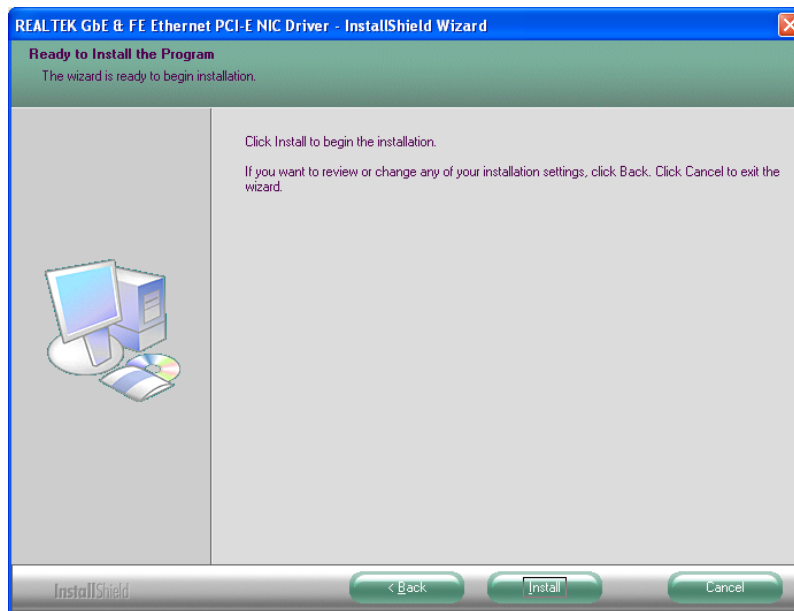 REALTEK GbE & FE Ethernet PCI-E NIC Driver - InstallShield Wizard
Ready to Install the Program
The wizard is ready to begin installation.
Click Install to begin the installation.
If you want to review or change any of your installation settings, click Back. Click Cancel to exit the
wizard.
InstallShield
< Back
Install
Cancel